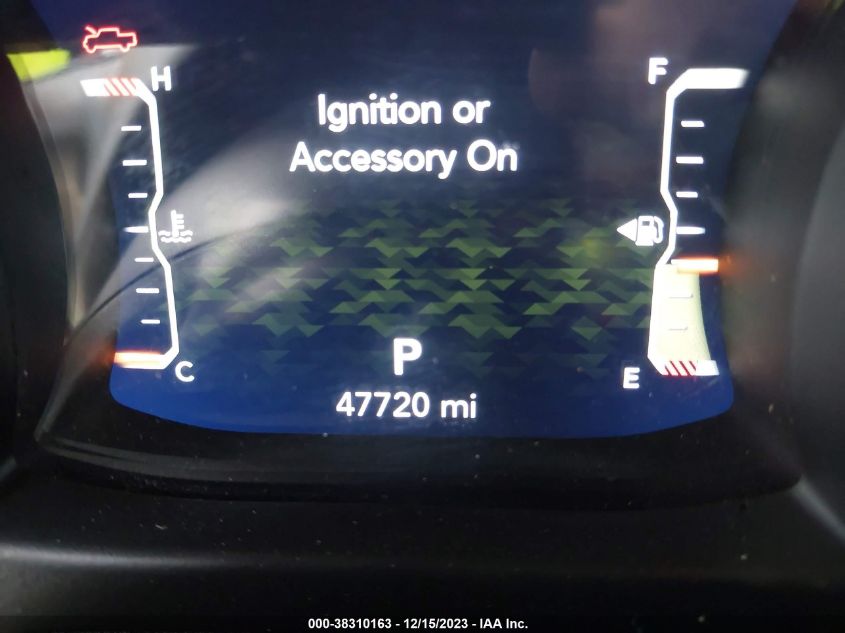 H
F
Ignition or
Accessory On
P
C
E
47720 mi
000-38310163 - 12/15/2023 - IAA Inc.